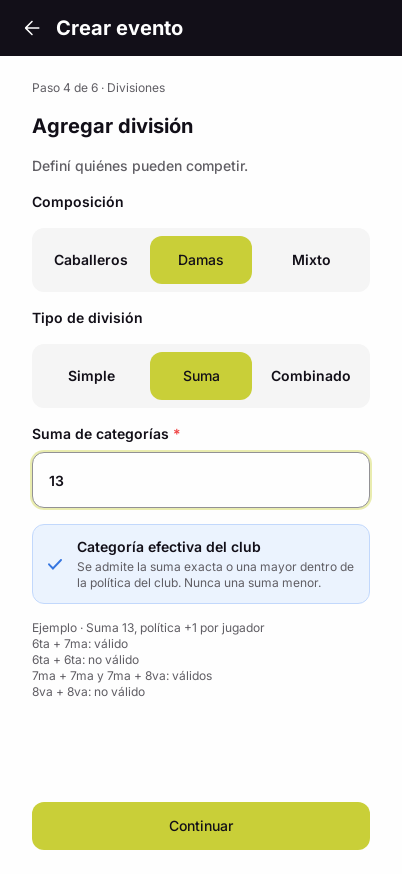 Crear evento
Paso 4 de 6 · Divisiones
Agregar división
Definí quiénes pueden competir.
Composición
Caballeros Damas Mixto
Tipo de división
Simple Suma Combinado
Suma de categorías *
13
Categoría efectiva del club
Se admite la suma exacta o una mayor dentro de
la política del club. Nunca una suma menor.
Ejemplo · Suma 13, política +1 por jugador
6ta + 7ma: válido
6ta + 6ta: no válido
7ma + 7ma y 7ma + 8va: válidos
8va + 8va: no válido
Continuar